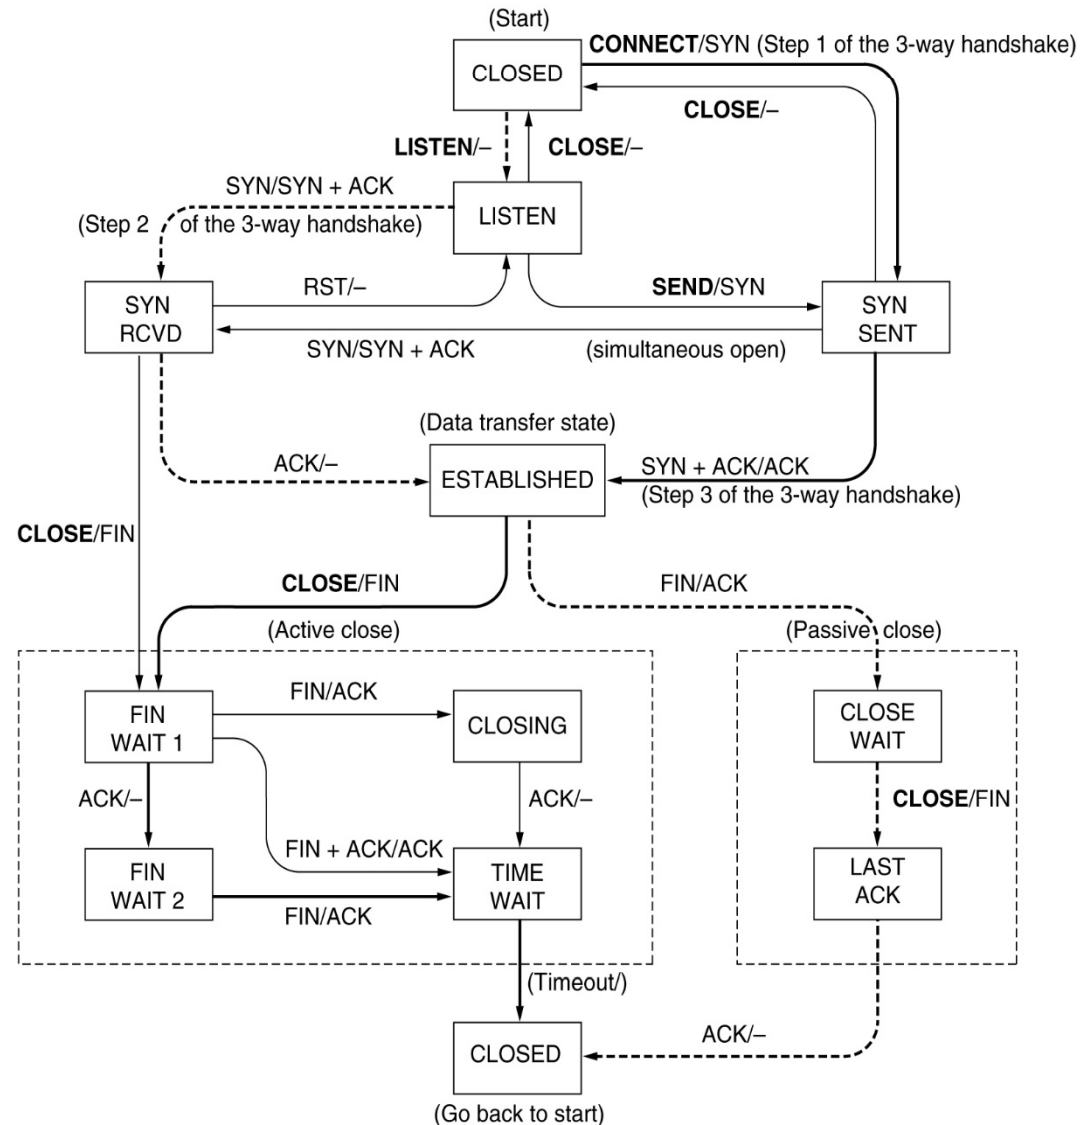 (Start)
CONNECT/SYN (Step 1 of the 3-way handshake)
CLOSED
CLOSE/–
LISTEN/–
CLOSE/–
SYN/SYN + ACK
(Step 2 of the 3-way handshake)
LISTEN
RST/–
SEND/SYN
SYN
RCVD
SYN
SENT
SYN/SYN + ACK
(simultaneous open)
(Data transfer state)
ACK/–
ESTABLISHED
SYN + ACK/ACK
(Step 3 of the 3-way handshake)
CLOSE/FIN
CLOSE/FIN
FIN/ACK
(Active close)
(Passive close)
FIN
WAIT 1
FIN/ACK
CLOSING
CLOSE
WAIT
ACK/–
ACK/–
CLOSE/FIN
FIN + ACK/ACK
FIN
WAIT 2
FIN/ACK
TIME
WAIT
LAST
ACK
(Timeout/)
CLOSED
ACK/–
(Go back to start)